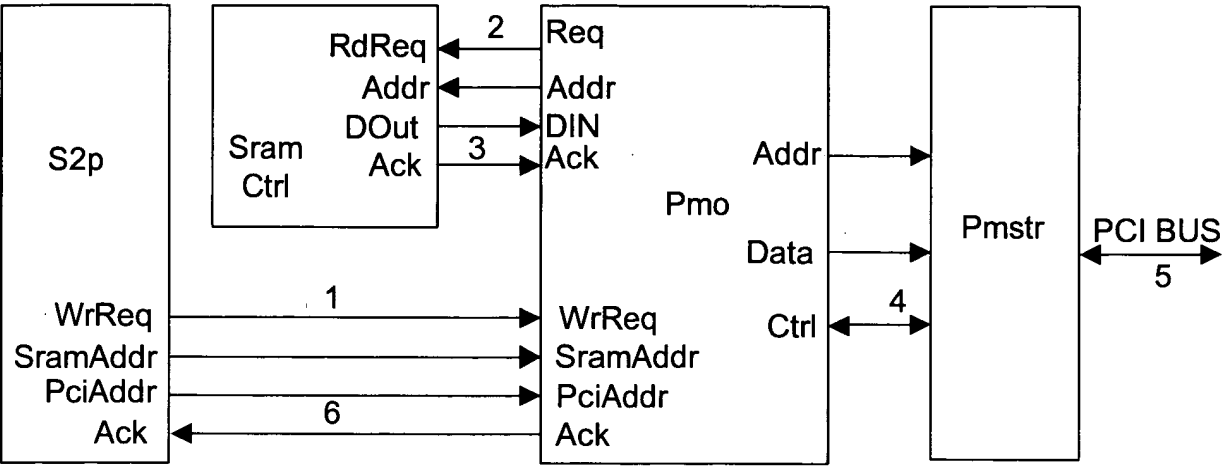 2 Req
RdReq
Addr Addr
DOut DIN
S2p Sram Ctrl Ack 3 Ack Addr
Pmo
Pmstr PCI BUS
Data
5
1 4
WrReq WrReq Ctrl
SramAddr SramAddr
PciAddr PciAddr
6
Ack Ack